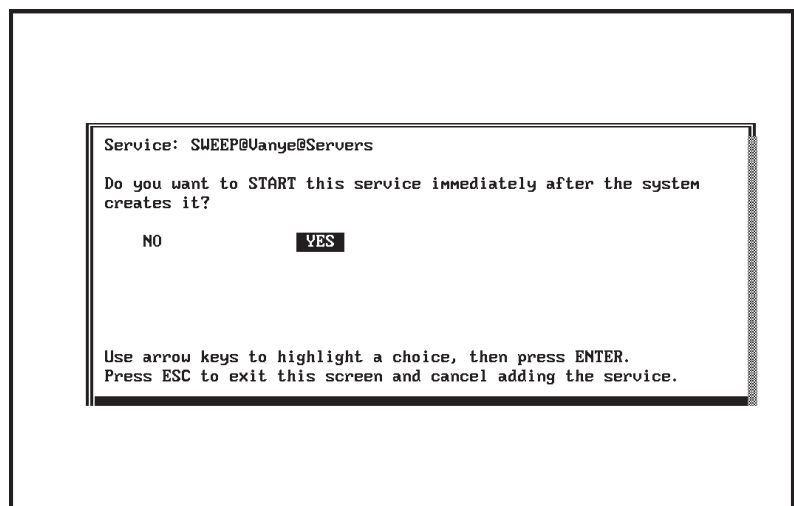 Service: SWEEP@Vanye@Servers
Do you want to START this service immediately after the system
creates it?
NO YES
Use arrow keys to highlight a choice, then press ENTER.
Press ESC to exit this screen and cancel adding the service.